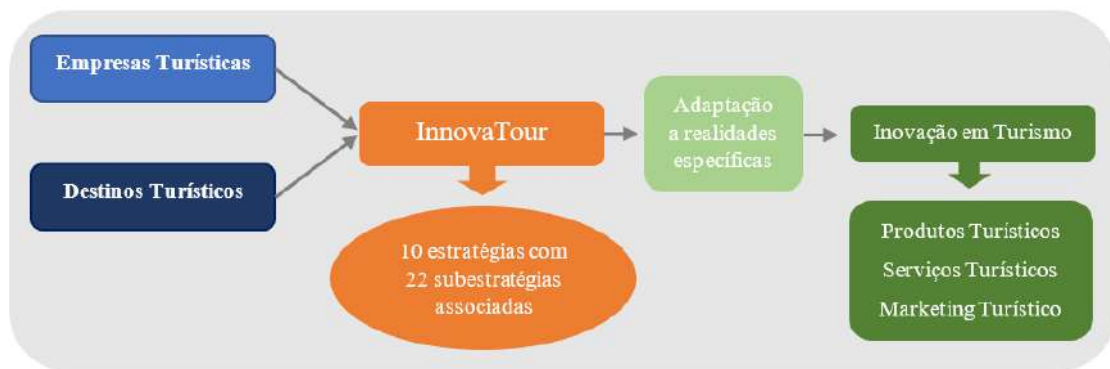 Empresas Turísticas
Destinos Turísticos
InnovaTour
10 estratégias com
22 subestratégias
associadas
Adaptação
a realidades
específicas
Inovação em Turismo
Produtos Turísticos
Serviços Turísticos
Marketing Turístico